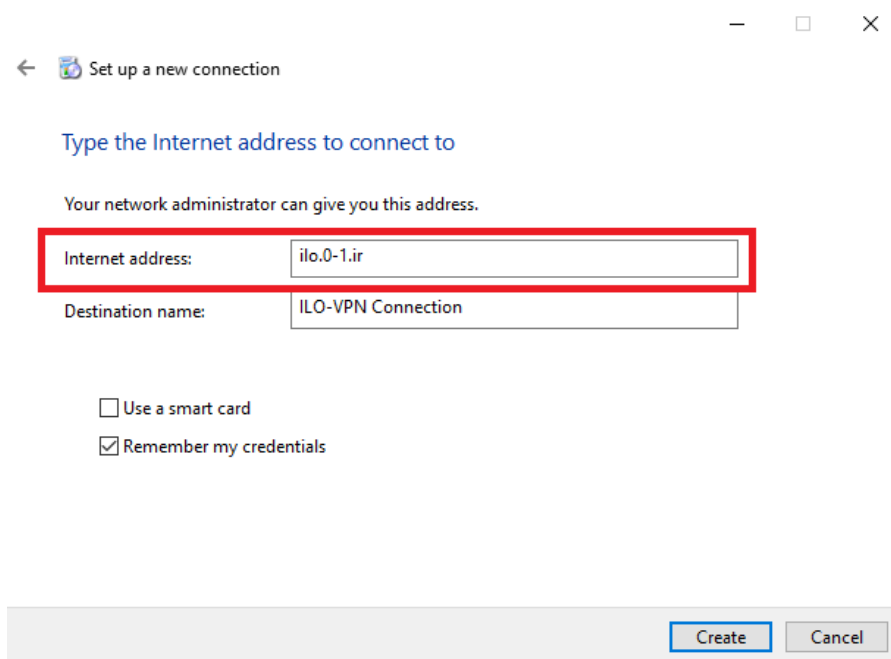 Set up a new connection
Type the Internet address to connect to
Your network administrator can give you this address.
Internet address: ilo.0-1.ir
Destination name: ILO-VPN Connection
Use a smart card
Remember my credentials
Create Cancel